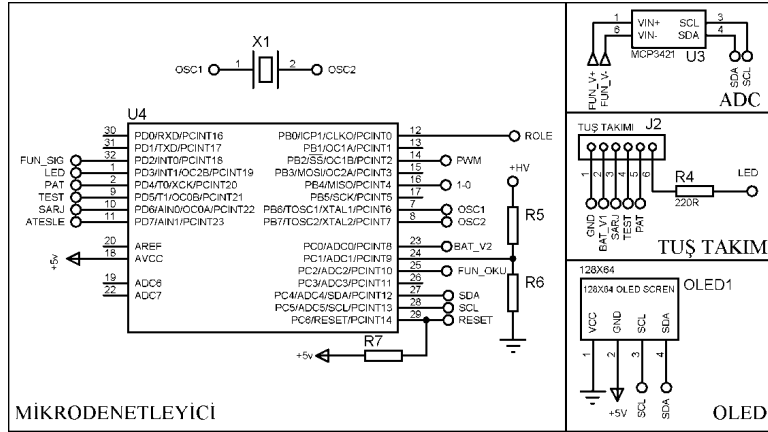 X1
OSC1 1 2 OSC2
U4
30 PD0/RXD/PCINT16
31 PD1/TXD/PCINT17
FUN_SIG 32 PD2/INT0/PCINT18
LED 1 PD3/INT1/OC2B/PCINT19
PAT 2 PD4/T0/XCK/PCINT20
TEST 9 PD5/T1/OC0B/PCINT21
SARJ 10 PD6/AIN0/OC0A/PCINT22
ATESLE 11 PD7/AIN1/PCINT23
20 AREF
+5v 18 AVCC
19 ADC6
22 ADC7
PB0/ICP1/CLKO/PCINT0 12 ROLE
PB1/OC1A/PCINT1 13
PB2/SS/OC1B/PCINT2 14 PWM
PB3/MOSI/OC2A/PCINT3 15
PB4/MISO/PCINT4 16 1-0
PB5/SCK/PCINT5 17
PB6/TOSC1/XTAL1/PCINT6 7 OSC1
PB7/TOSC2/XTAL2/PCINT7 8 OSC2
PC0/ADC0/PCINT8 23 BAT_V2
PC1/ADC1/PCINT9 24
PC2/ADC2/PCINT10 25 FUN_OKU
PC3/ADC3/PCINT11 26
PC4/ADC4/SDA/PCINT12 27 SDA
PC5/ADC5/SCL/PCINT13 28 SCL
PC6/RESET/PCINT14 29 RESET
+HV
R5
R6
R7
+5v
MİKRODENETLEYİCİ
1 VIN+ SCL 3
6 VIN- SDA 4
MCP3421 U3
FUN_V+
FUN_V-
SDA
SCL
ADC
TUŞ TAKIMI J2
1 2 3 4 5 6
R4
220R
LED
GND
BAT_V1
SARJ
TEST
PAT
TUŞ TAKIM
128X64
128X64 OLED SCREN OLED1
VCC GND SCL SDA
1 2 3 4
+5V SCL SDA
OLED